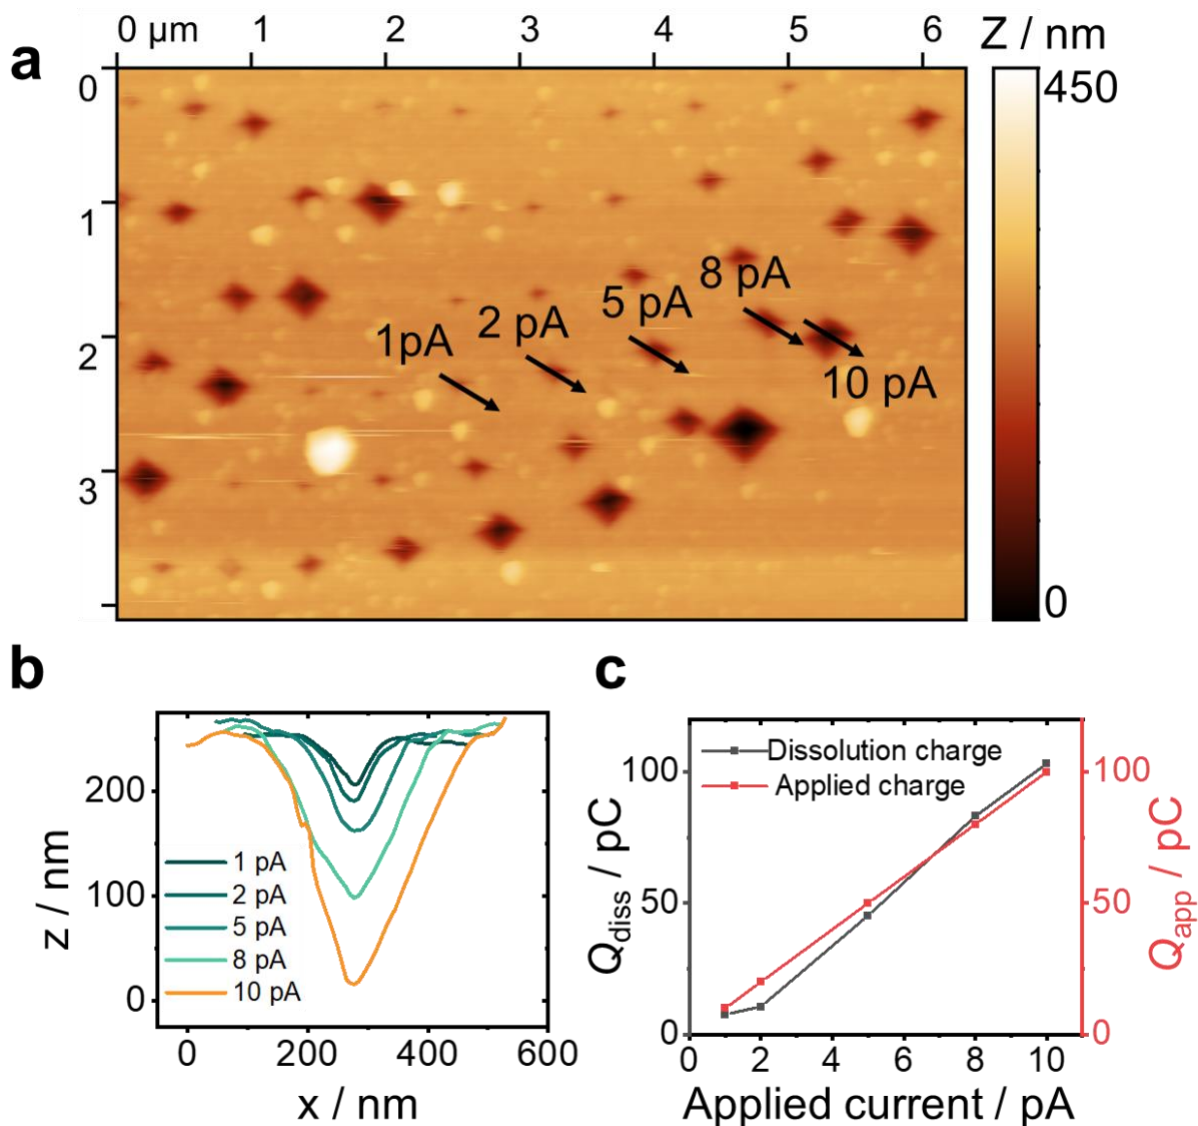 a
0 μm 1 2 3 4 5 6
Z / nm
450
0
0
1
2
3
1pA
2 pA
5 pA
8 pA
10 pA
b
z / nm
200
100
0
1 pA
2 pA
5 pA
8 pA
10 pA
0 200 400 600
x / nm
c
Qdiss / pC
100
50
0
Dissolution charge
Applied charge
100
50
0
Qapp / pC
0 2 4 6 8 10
Applied current / pA